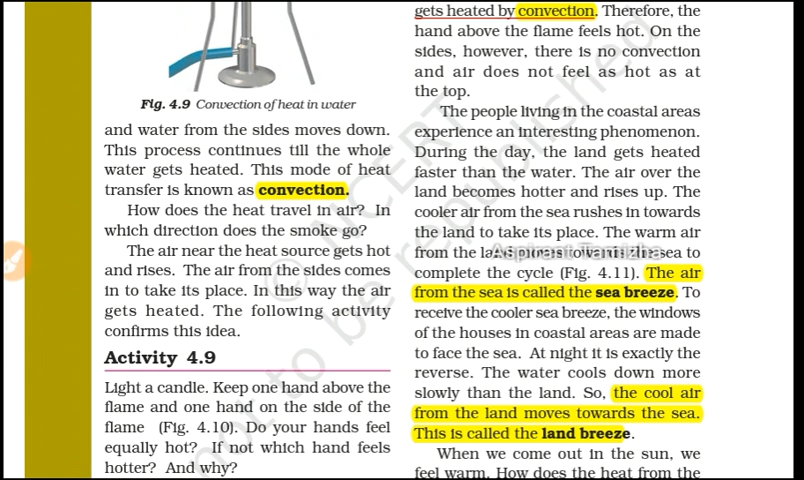 Fig. 4.9 Convection of heat in water
and water from the sides moves down.
This process continues till the whole
water gets heated. This mode of heat
transfer is known as convection.
How does the heat travel in air? In
which direction does the smoke go?
The air near the heat source gets hot
and rises. The air from the sides comes
in to take its place. In this way the air
gets heated. The following activity
confirms this idea.
Activity 4.9
Light a candle. Keep one hand above the
flame and one hand on the side of the
flame (Fig. 4.10). Do your hands feel
equally hot? If not which hand feels
hotter? And why?
gets heated by convection. Therefore, the
hand above the flame feels hot. On the
sides, however, there is no convection
and air does not feel as hot as at
the top.
The people living in the coastal areas
experience an interesting phenomenon.
During the day, the land gets heated
faster than the water. The air over the
land becomes hotter and rises up. The
cooler air from the sea rushes in towards
the land to take its place. The warm air
from the land moves towards the sea to
complete the cycle (Fig. 4.11). The air
from the sea is called the sea breeze. To
receive the cooler sea breeze, the windows
of the houses in coastal areas are made
to face the sea. At night it is exactly the
reverse. The water cools down more
slowly than the land. So, the cool air
from the land moves towards the sea.
This is called the land breeze.
When we come out in the sun, we
feel warm. How does the heat from the
© NCERT
not to be republished
Aspirant Tamizha